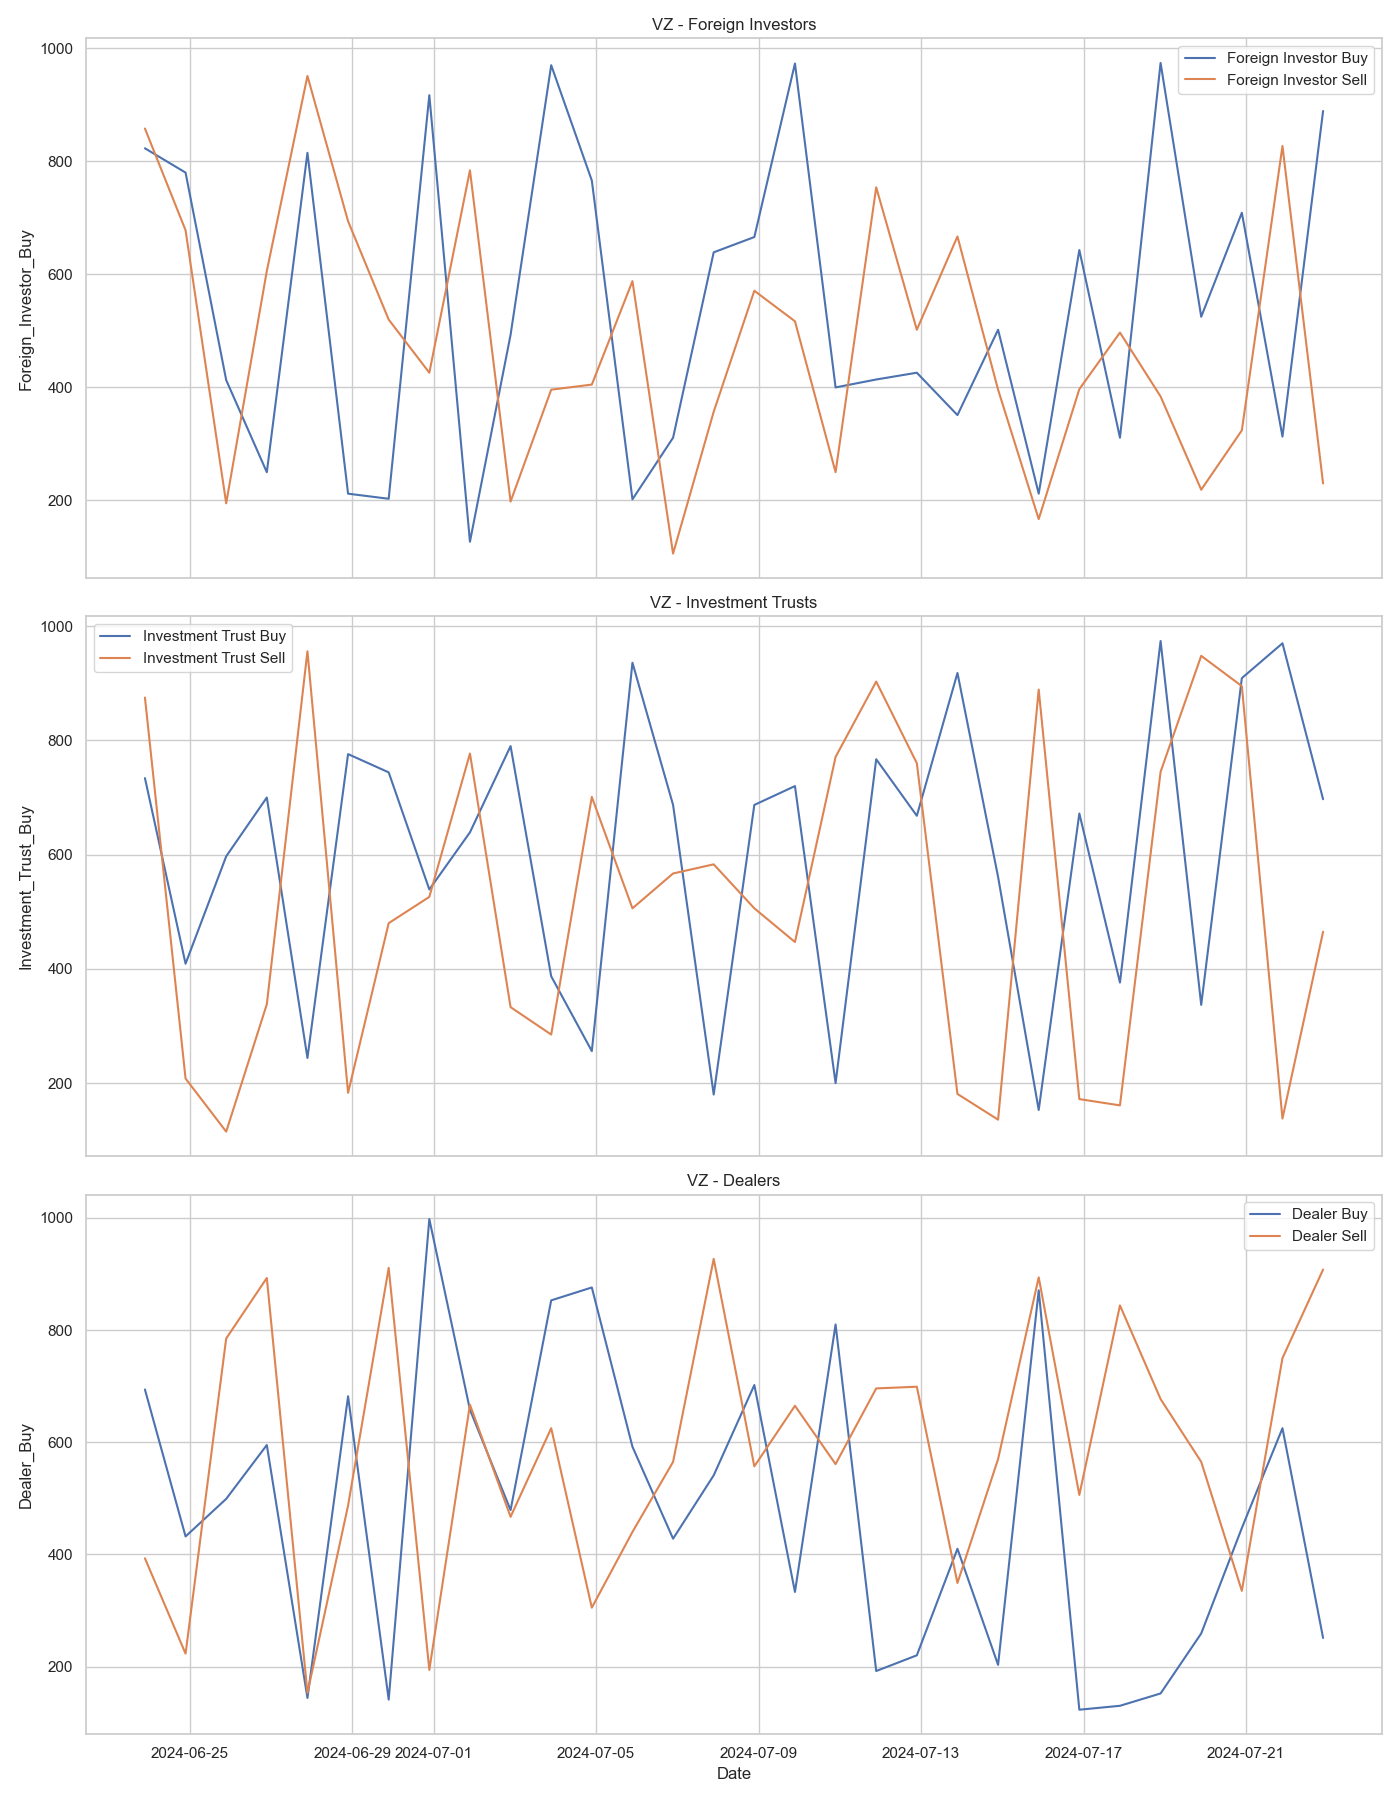 VZ - Foreign Investors
Foreign Investor Buy
Foreign Investor Sell
Foreign_Investor_Buy
1000
800
600
400
200
VZ - Investment Trusts
Investment Trust Buy
Investment Trust Sell
Investment_Trust_Buy
1000
800
600
400
200
VZ - Dealers
Dealer Buy
Dealer Sell
Dealer_Buy
1000
800
600
400
200
2024-06-25 2024-06-29 2024-07-01 2024-07-05 2024-07-09 2024-07-13 2024-07-17 2024-07-21
Date